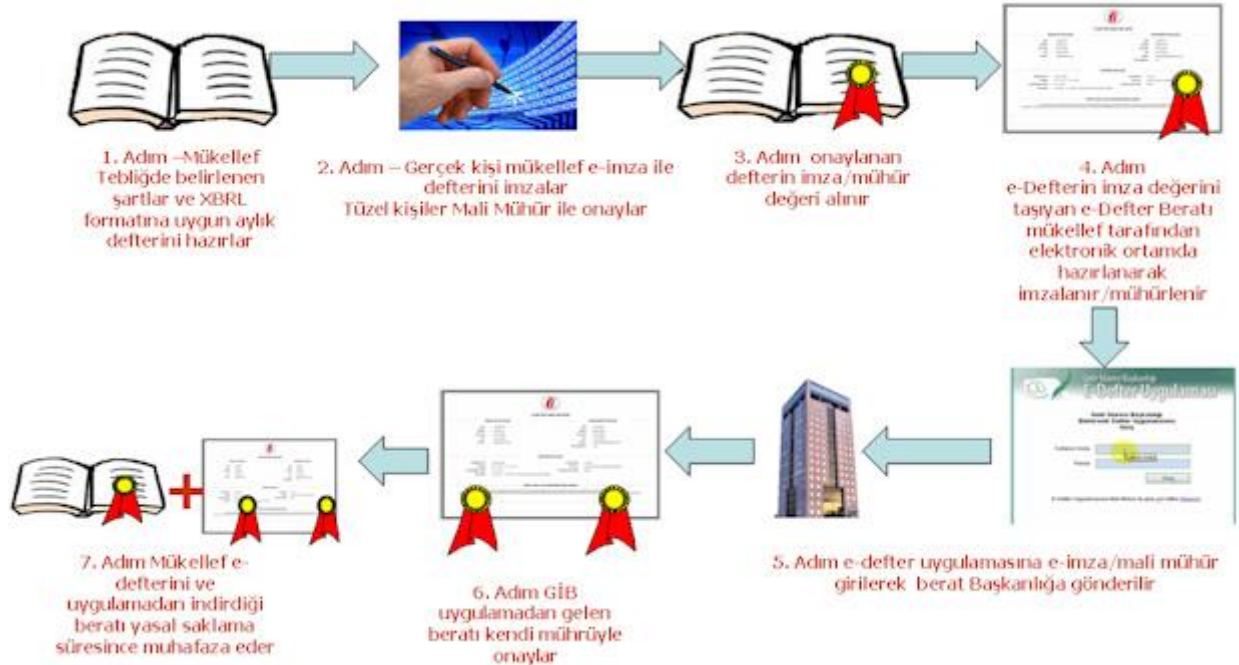 1. Adım –Mükellef
Tebliğde belirlenen
şartlar ve XBRL
formatına uygun aylık
defterini hazırlar
2. Adım – Gerçek kişi mükellef e-imza ile
defterini imzalar
Tüzel kişiler Mali Mühür ile onaylar
3. Adım onaylanan
defterin imza/mühür
değeri alınır
4. Adım
e-Defterin imza değerini
taşıyan e-Defter Beratı
mükellef tarafından
elektronik ortamda
hazırlanarak
imzalanır/mühürlenir
E-Defter Uygulaması
5. Adım e-defter uygulamasına e-imza/mali mühür
girilerek berat Başkanlığa gönderilir
6. Adım GİB
uygulamadan gelen
beratı kendi mührüyle
onaylar
7. Adım Mükellef e-
defterini ve
uygulamadan indirdiği
beratı yasal saklama
süresince muhafaza eder